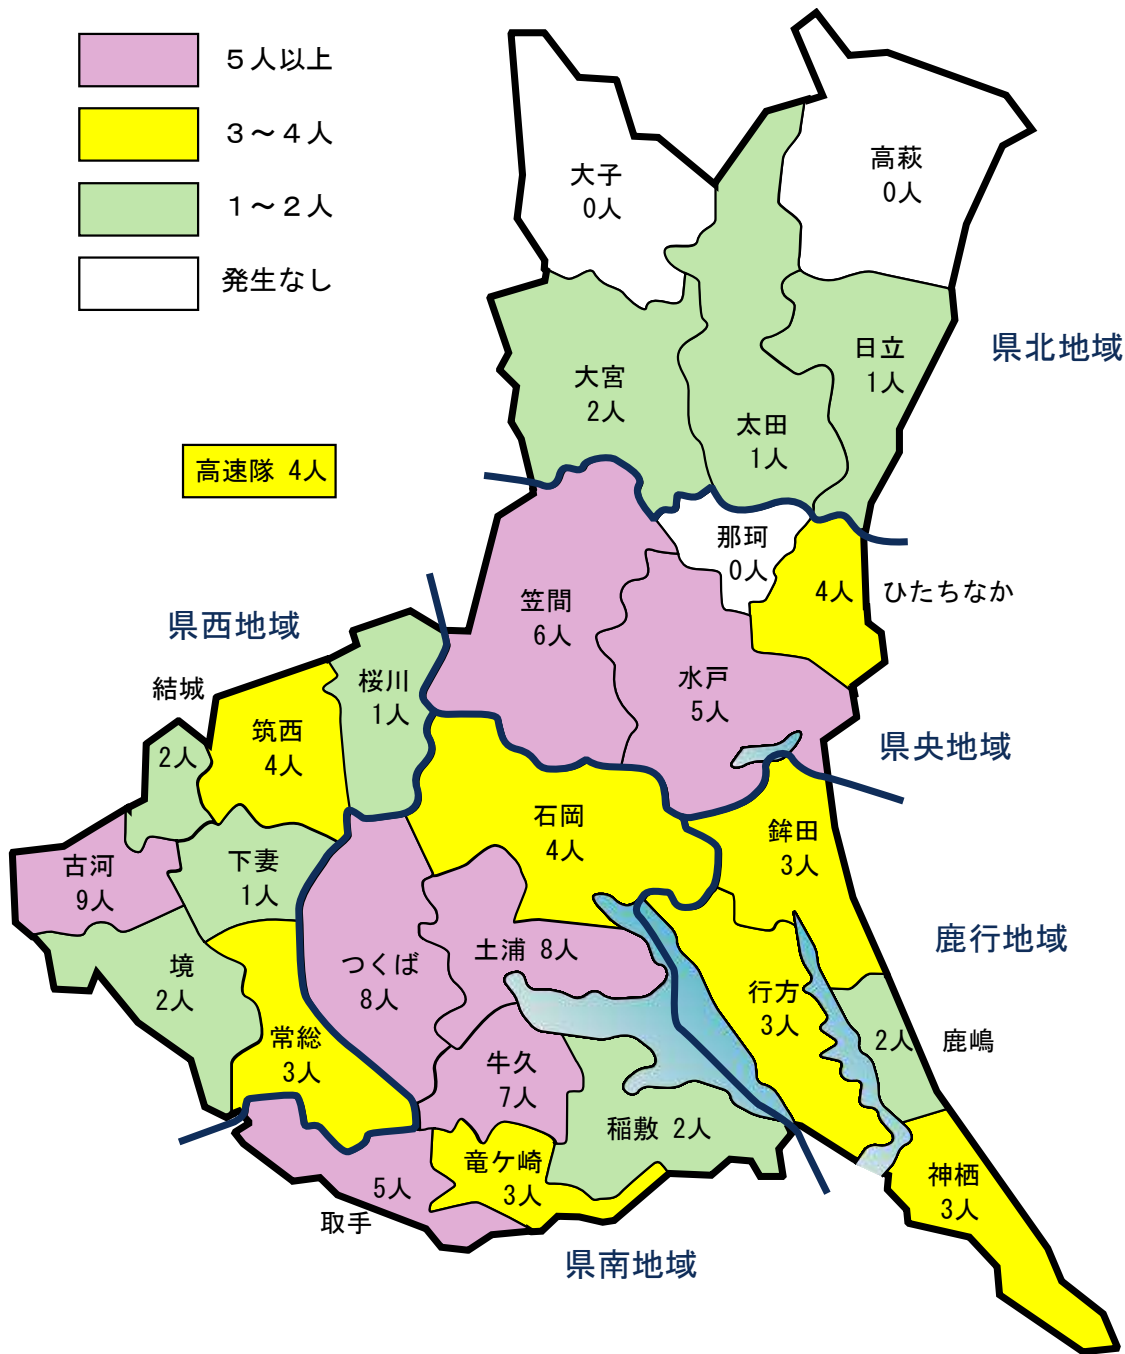 ５人以上
３～４人
１～２人
発生なし
大子
0人
高萩
0人
県北地域
日立
1人
大宮
2人
太田
1人
高速隊 4人
那珂
0人
4人 ひたちなか
笠間
6人
県西地域
水戸
5人
桜川
1人
結城
2人
筑西
4人
県央地域
石岡
4人
鉾田
3人
古河
9人
下妻
1人
鹿行地域
土浦 8人
つくば
8人
境
2人
行方
3人
2人 鹿嶋
常総
3人
牛久
7人
稲敷 2人
竜ケ崎
3人
神栖
3人
5人
取手
県南地域